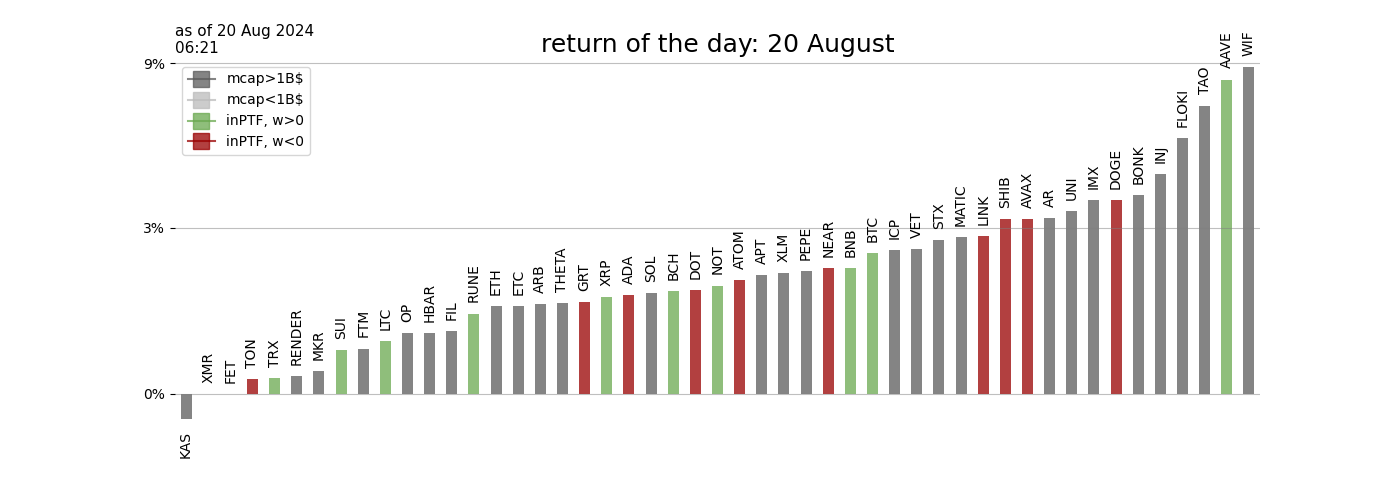 as of 20 Aug 2024
06:21
return of the day: 20 August
9%
3%
0%
mcap>1B$
mcap<1B$
inPTF, w>0
inPTF, w<0
KAS
XMR
FET
TON
TRX
RENDER
MKR
SUI
FTM
LTC
OP
HBAR
FIL
RUNE
ETH
ETC
ARB
THETA
GRT
XRP
ADA
SOL
BCH
DOT
NOT
ATOM
APT
XLM
PEPE
NEAR
BNB
BTC
ICP
VET
STX
MATIC
LINK
SHIB
AVAX
AR
UNI
IMX
DOGE
BONK
INJ
FLOKI
TAO
AAVE
WIF